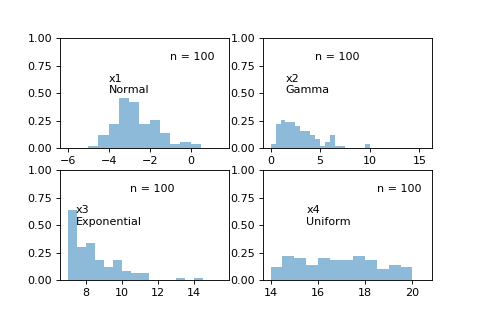 1.00
0.75
0.50
0.25
0.00
n = 100
x1
Normal
−6 −4 −2 0
1.00
0.75
0.50
0.25
0.00
n = 100
x2
Gamma
0 5 10 15
1.00
0.75
0.50
0.25
0.00
n = 100
x3
Exponential
8 10 12 14
1.00
0.75
0.50
0.25
0.00
n = 100
x4
Uniform
14 16 18 20